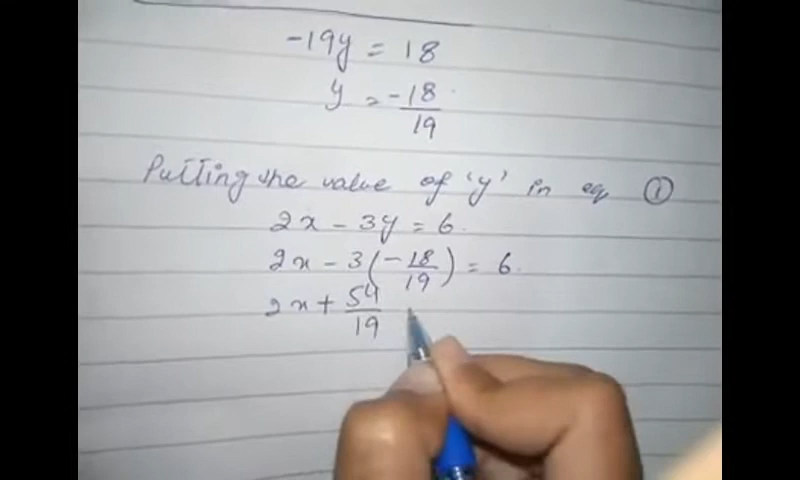 -19y = 18
y = -18/19
Putting the value of 'y' in eq ①
2x - 3y = 6.
2x - 3(-18/19) = 6.
2x + 54/19